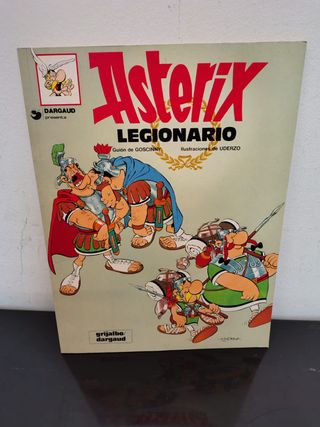 DARGAUD
presenta
Asterix
LEGIONARIO
Guión de GOSCINNY
Ilustraciones de UDERZO
grijalbo/
dargaud